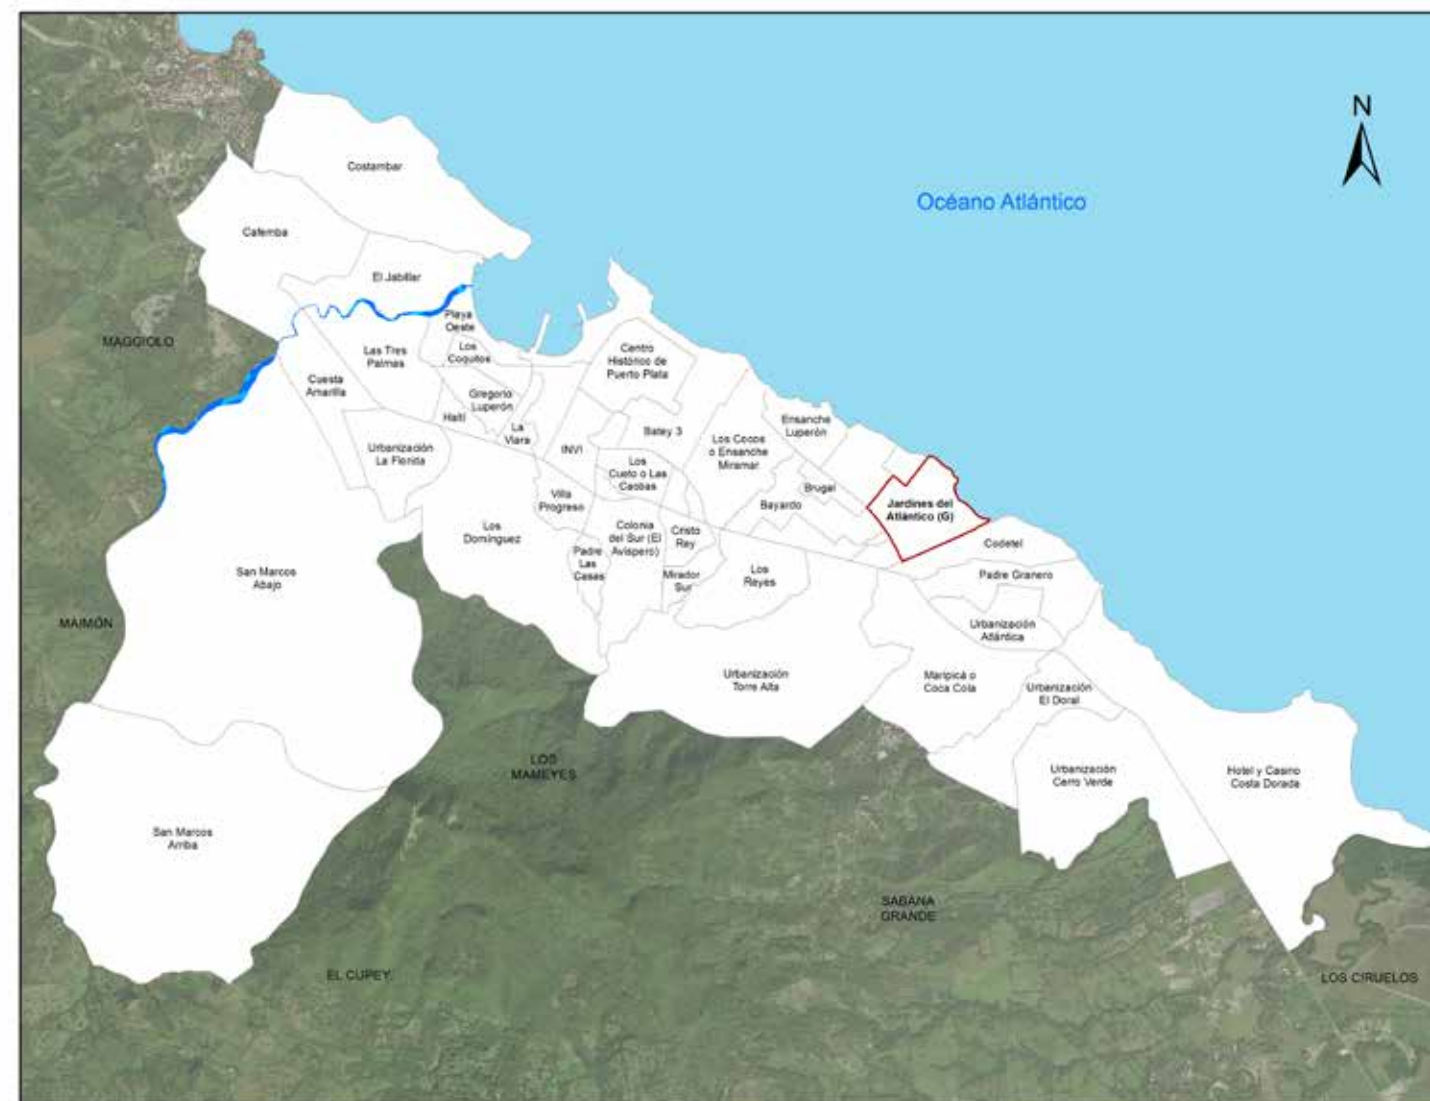 N
Costambar
Océano Atlántico
Cafemba
El Jabillar
Playa
Oeste
MAGGIOLO
Las Tres
Palmas
Los
Coquitos
Centro
Histórico de
Puerto Plata
Cuesta
Amarilla
Gregorio
Luperón
Haití
La
Viara
Ensanche
Luperón
Batey 3
Los Cocos
o Ensanche
Miramar
Urbanización
La Florida
INVI
Los
Cueto o Las
Caobas
Brugal
Bayardo
Villa
Progreso
Jardines del
Atlántico (G)
Los
Domínguez
Colonia
del Sur (El
Avispero)
Cristo
Rey
Codetel
Padre
Las
Casas
Mirador
Sur
Los
Reyes
Padre Granero
San Marcos
Abajo
MAIMÓN
Urbanización
Atlántica
Urbanización
Torre Alta
Maripicá o
Coca Cola
Urbanización
El Doral
LOS
MAMEYES
Urbanización
Cerro Verde
Hotel y Casino
Costa Dorada
San Marcos
Arriba
SABANA
GRANDE
EL CUPEY.
LOS CIRUELOS